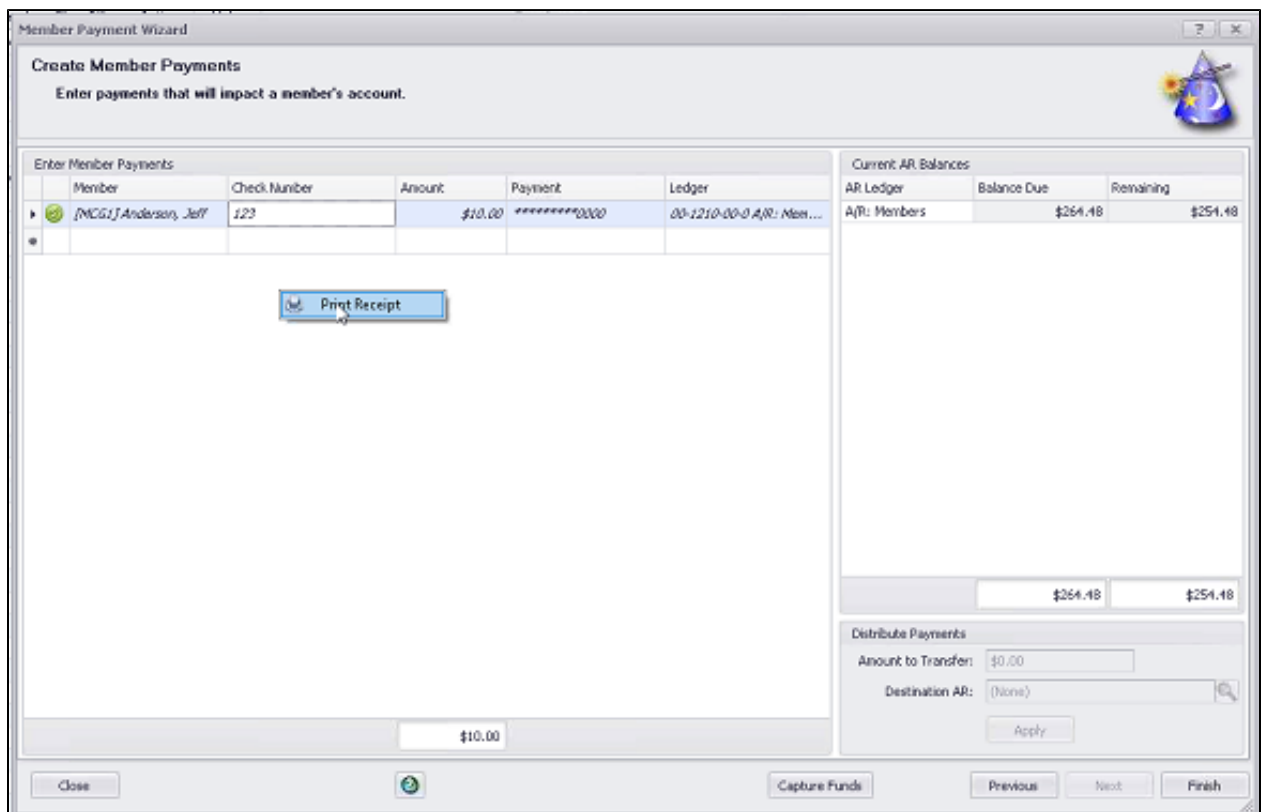 Member Payment Wizard
Create Member Payments
Enter payments that will impact a member's account.
Enter Member Payments
Member Check Number Amount Payment Ledger
[MCG1] Anderson, Jeff 123 $10.00 *********0000 00-1210-00-0 A/R: Mem...
Print Receipt
$10.00
Current AR Balances
AR Ledger Balance Due Remaining
A/R: Members $264.48 $254.48
$264.48 $254.48
Distribute Payments
Amount to Transfer: $0.00
Destination AR: (None)
Apply
Close Capture Funds Previous Next Finish